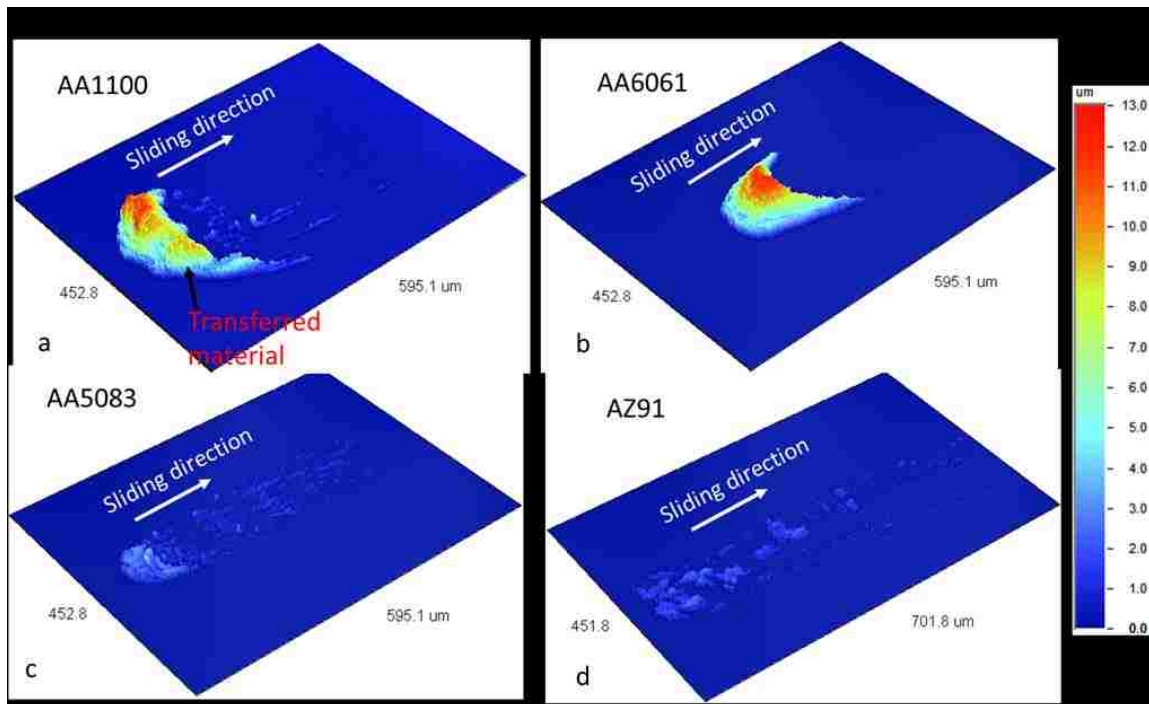 AA1100
Sliding direction
452.8
595.1 um
Transferred
material
a
AA6061
Sliding direction
452.8
595.1 um
b
AA5083
Sliding direction
452.8
595.1 um
c
AZ91
Sliding direction
451.8
701.8 um
d
um
13.0
12.0
11.0
10.0
9.0
8.0
7.0
6.0
5.0
4.0
3.0
2.0
1.0
0.0